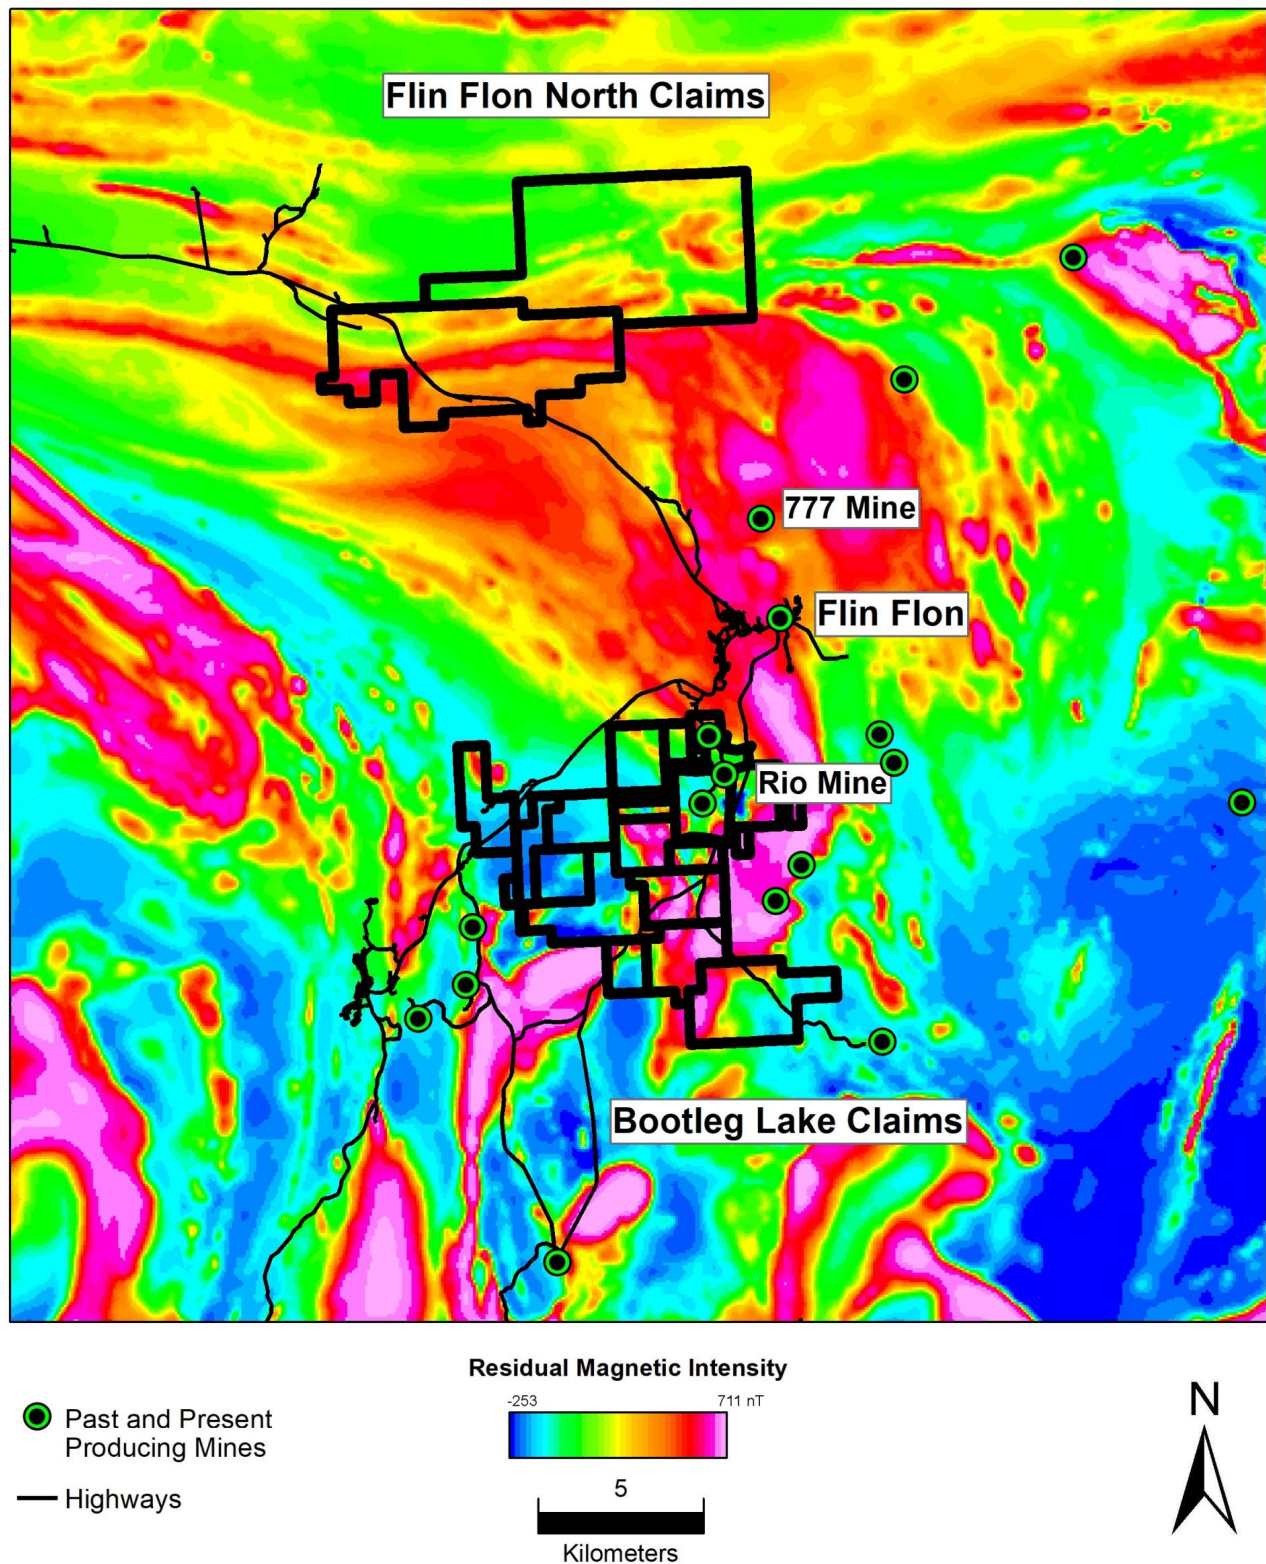 Flin Flon North Claims
777 Mine
Flin Flon
Rio Mine
Bootleg Lake Claims
Residual Magnetic Intensity
-253 711 nT
Past and Present
Producing Mines
Highways
5
Kilometers
N